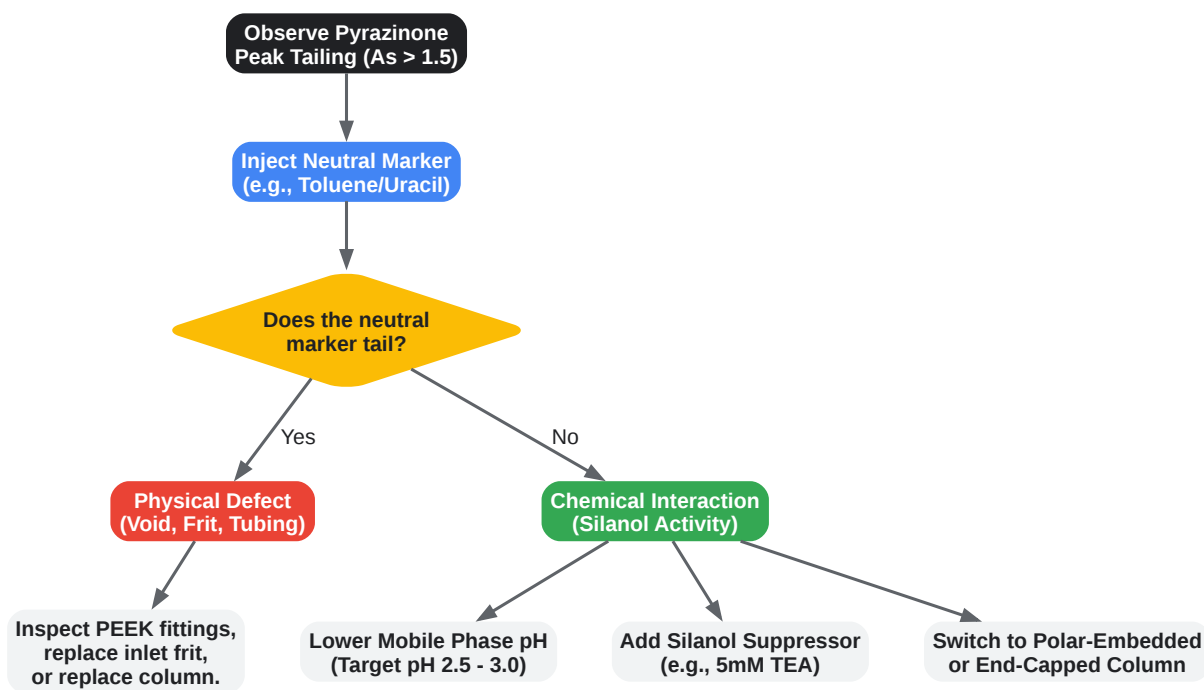 Observe Pyrazinone
Peak Tailing (As > 1.5)
Inject Neutral Marker
(e.g., Toluene/Uracil)
Does the neutral
marker tail?
Yes
No
Physical Defect
(Void, Frit, Tubing)
Chemical Interaction
(Silanol Activity)
Inspect PEEK fittings,
replace inlet frit,
or replace column.
Lower Mobile Phase pH
(Target pH 2.5 - 3.0)
Add Silanol Suppressor
(e.g., 5mM TEA)
Switch to Polar-Embedded
or End-Capped Column